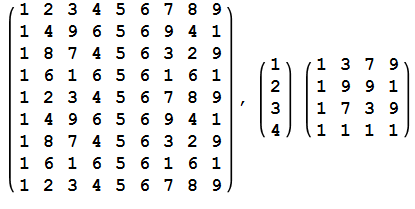 1 2 3 4 5 6 7 8 9
1 4 9 6 5 6 9 4 1
1 8 7 4 5 6 3 2 9
1 6 1 6 5 6 1 6 1
1 2 3 4 5 6 7 8 9
1 4 9 6 5 6 9 4 1
1 8 7 4 5 6 3 2 9
1 6 1 6 5 6 1 6 1
1 2 3 4 5 6 7 8 9
,
1
2
3
4
1 3 7 9
1 9 9 1
1 7 3 9
1 1 1 1